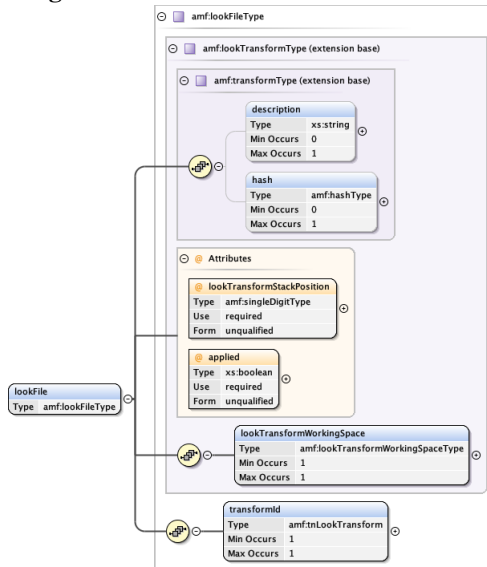 amf:lookFileType
amf:lookTransformType (extension base)
amf:transformType (extension base)
description
Type xs:string
Min Occurs 0
Max Occurs 1
hash
Type amf:hashType
Min Occurs 0
Max Occurs 1
@ Attributes
@ lookTransformStackPosition
Type amf:singleDigitType
Use required
Form unqualified
@ applied
Type xs:boolean
Use required
Form unqualified
lookFile
Type amf:lookFileType
lookTransformWorkingSpace
Type amf:lookTransformWorkingSpaceType
Min Occurs 1
Max Occurs 1
transformId
Type amf:tnLookTransform
Min Occurs 1
Max Occurs 1